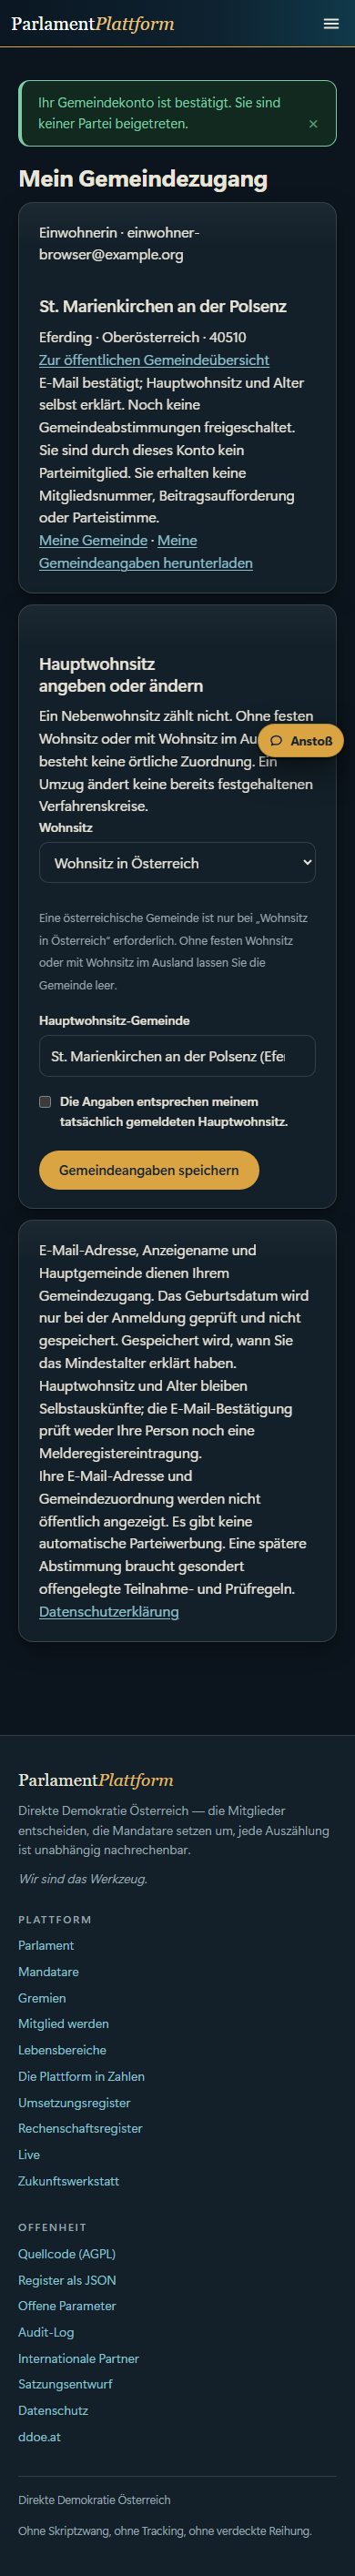 ParlamentPlattform
Ihr Gemeindekonto ist bestätigt. Sie sind
keiner Partei beigetreten.
×
Mein Gemeindezugang
Einwohnerin · einwohner-
browser@example.org
St. Marienkirchen an der Polsenz
Eferding · Oberösterreich · 40510
Zur öffentlichen Gemeindeübersicht
E-Mail bestätigt; Hauptwohnsitz und Alter
selbst erklärt. Noch keine
Gemeindeabstimmungen freigeschaltet.
Sie sind durch dieses Konto kein
Parteimitglied. Sie erhalten keine
Mitgliedsnummer, Beitragsaufforderung
oder Parteistimme.
Meine Gemeinde · Meine
Gemeindeangaben herunterladen
Hauptwohnsitz
angeben oder ändern
Ein Nebenwohnsitz zählt nicht. Ohne festen
Wohnsitz oder mit Wohnsitz im Au
Anstoß
besteht keine örtliche Zuordnung. Ein
Umzug ändert keine bereits festgehaltenen
Verfahrenskreise.
Wohnsitz
Wohnsitz in Österreich
Eine österreichische Gemeinde ist nur bei „Wohnsitz
in Österreich“ erforderlich. Ohne festen Wohnsitz
oder mit Wohnsitz im Ausland lassen Sie die
Gemeinde leer.
Hauptwohnsitz-Gemeinde
St. Marienkirchen an der Polsenz (Efer
Die Angaben entsprechen meinem
tatsächlich gemeldeten Hauptwohnsitz.
Gemeindeangaben speichern
E-Mail-Adresse, Anzeigename und
Hauptgemeinde dienen Ihrem
Gemeindezugang. Das Geburtsdatum wird
nur bei der Anmeldung geprüft und nicht
gespeichert. Gespeichert wird, wann Sie
das Mindestalter erklärt haben.
Hauptwohnsitz und Alter bleiben
Selbstauskünfte; die E-Mail-Bestätigung
prüft weder Ihre Person noch eine
Melderegistereintragung.
Ihre E-Mail-Adresse und
Gemeindezuordnung werden nicht
öffentlich angezeigt. Es gibt keine
automatische Parteiwerbung. Eine spätere
Abstimmung braucht gesondert
offengelegte Teilnahme- und Prüfregeln.
Datenschutzerklärung
ParlamentPlattform
Direkte Demokratie Österreich — die Mitglieder
entscheiden, die Mandatare setzen um, jede Auszählung
ist unabhängig nachrechenbar.
Wir sind das Werkzeug.
PLATTFORM
Parlament
Mandatare
Gremien
Mitglied werden
Lebensbereiche
Die Plattform in Zahlen
Umsetzungsregister
Rechenschaftsregister
Live
Zukunftswerkstatt
OFFENHEIT
Quellcode (AGPL)
Register als JSON
Offene Parameter
Audit-Log
Internationale Partner
Satzungsentwurf
Datenschutz
ddoe.at
Direkte Demokratie Österreich
Ohne Skriptzwang, ohne Tracking, ohne verdeckte Reihung.